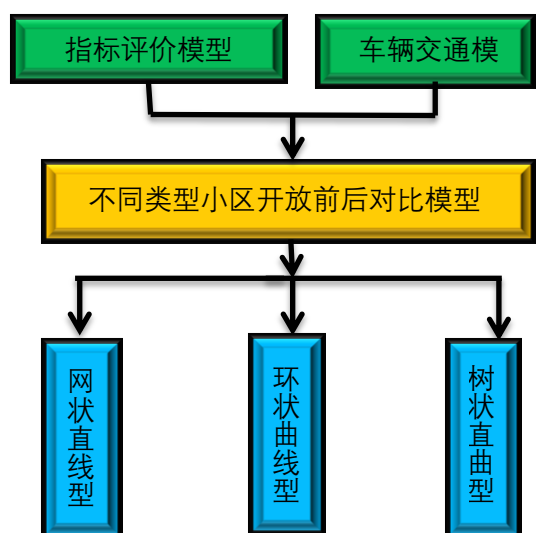 指标评价模型
车辆交通模
不同类型小区开放前后对比模型
网状直线型
环状曲线型
树状直曲型